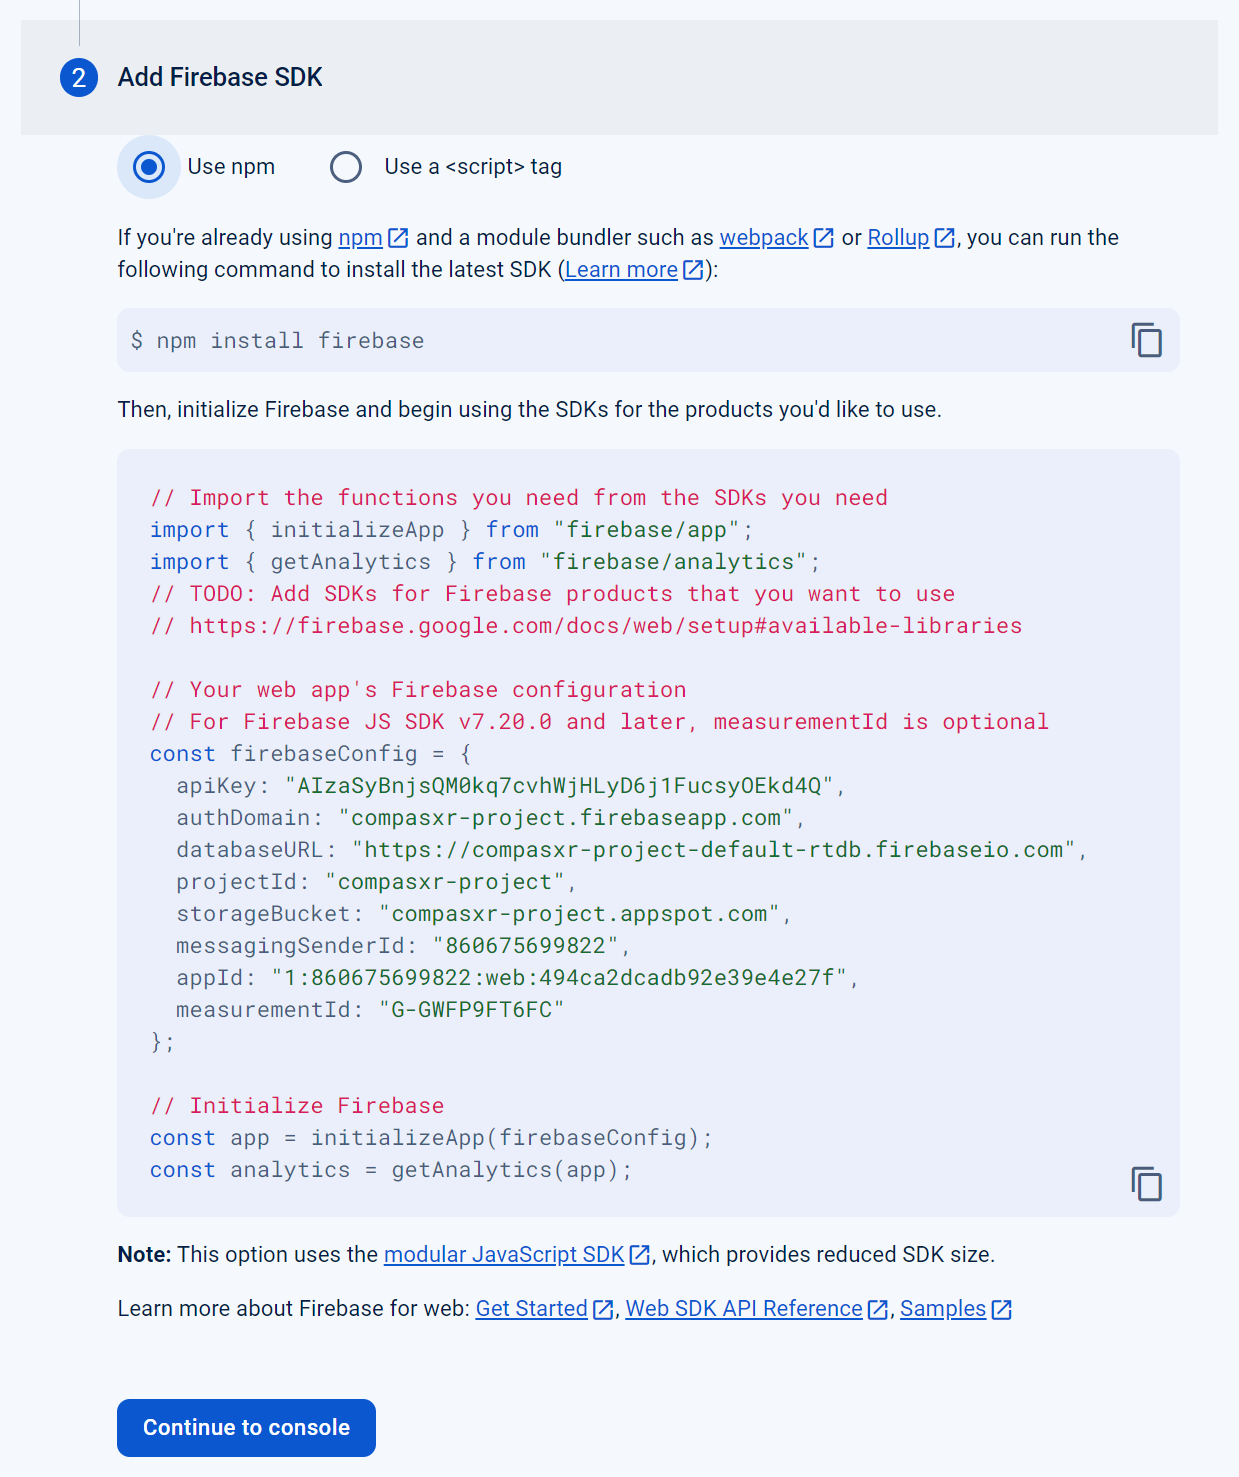 2 Add Firebase SDK
Use npm Use a <script> tag
If you're already using npm and a module bundler such as webpack or Rollup, you can run the
following command to install the latest SDK (Learn more):
$ npm install firebase
Then, initialize Firebase and begin using the SDKs for the products you'd like to use.
// Import the functions you need from the SDKs you need
import { initializeApp } from "firebase/app";
import { getAnalytics } from "firebase/analytics";
// TODO: Add SDKs for Firebase products that you want to use
// https://firebase.google.com/docs/web/setup#available-libraries
// Your web app's Firebase configuration
// For Firebase JS SDK v7.20.0 and later, measurementId is optional
const firebaseConfig = {
  apiKey: "AIzaSyBnjsQM0kq7cvhWjHLyD6j1FucsyOEkd4Q",
  authDomain: "compasxr-project.firebaseapp.com",
  databaseURL: "https://compasxr-project-default-rtdb.firebaseio.com",
  projectId: "compasxr-project",
  storageBucket: "compasxr-project.appspot.com",
  messagingSenderId: "860675699822",
  appId: "1:860675699822:web:494ca2dcadb92e39e4e27f",
  measurementId: "G-GWFP9FT6FC"
};
// Initialize Firebase
const app = initializeApp(firebaseConfig);
const analytics = getAnalytics(app);
Note: This option uses the modular JavaScript SDK, which provides reduced SDK size.
Learn more about Firebase for web: Get Started, Web SDK API Reference, Samples
Continue to console